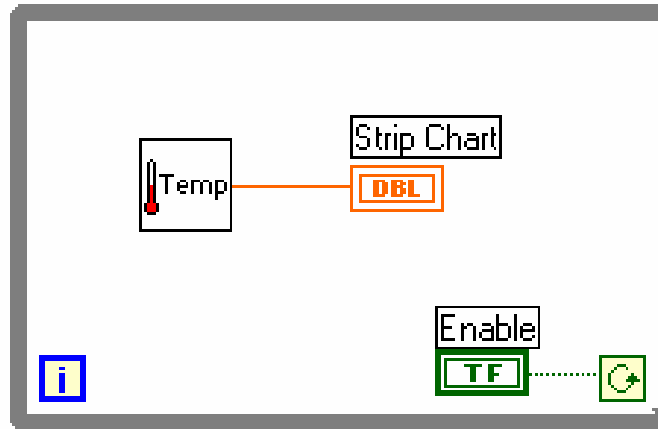 Strip Chart
Temp
DBL
Enable
i
TF